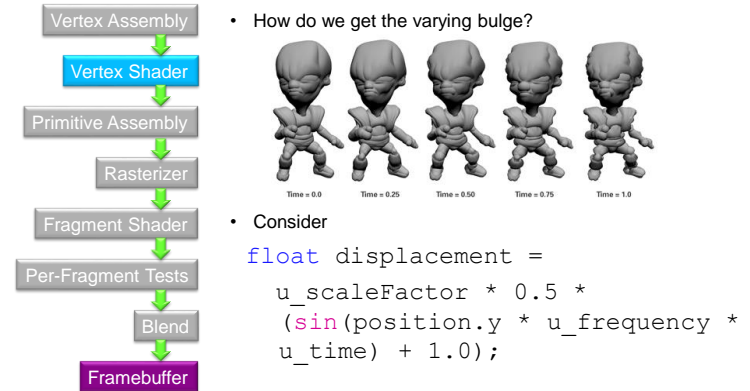 Vertex Assembly
Vertex Shader
Primitive Assembly
Rasterizer
Fragment Shader
Per-Fragment Tests
Blend
Framebuffer
• How do we get the varying bulge?
Time = 0.0 Time = 0.25 Time = 0.50 Time = 0.75 Time = 1.0
• Consider
float displacement =
u_scaleFactor * 0.5 *
(sin(position.y * u_frequency *
u_time) + 1.0);